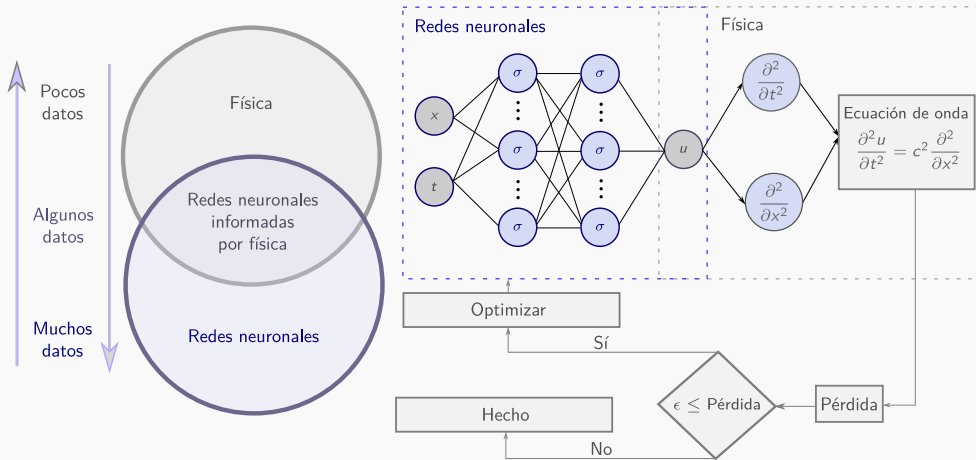 Pocos
datos
Algunos
datos
Muchos
datos
Física
Redes neuronales
informadas
por física
Redes neuronales
Redes neuronales
Física
x
t
σ
σ
σ
σ
σ
σ
u
∂²/∂t²
∂²/∂x²
Ecuación de onda
∂²u/∂t² = c² ∂²/∂x²
Optimizar
Sí
ϵ ≤ Pérdida
Pérdida
Hecho
No